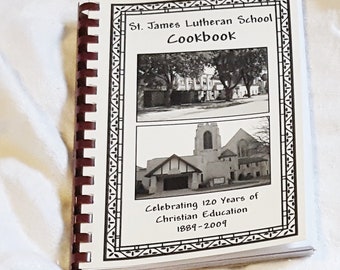 St. James Lutheran School
Cookbook
Celebrating 120 Years of
Christian Education
1889-2009